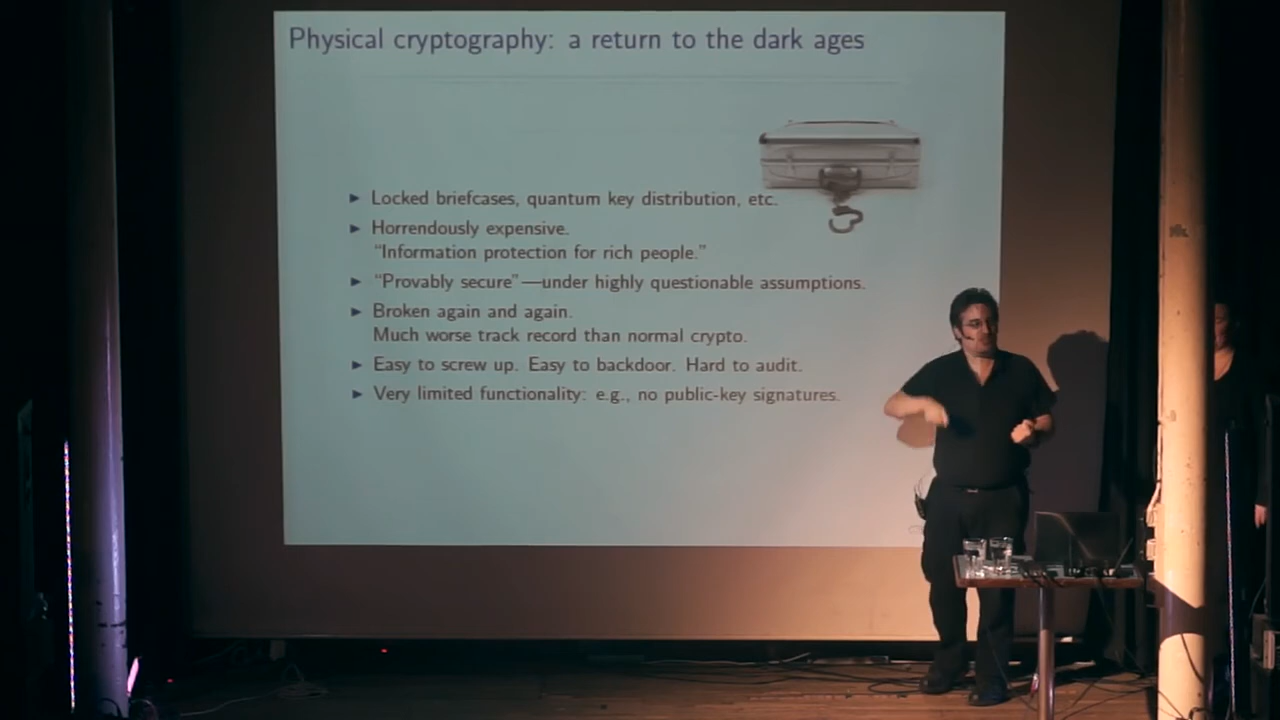 Physical cryptography: a return to the dark ages
► Locked briefcases, quantum key distribution, etc.
► Horrendously expensive.
“Information protection for rich people.”
► “Provably secure”—under highly questionable assumptions.
► Broken again and again.
Much worse track record than normal crypto.
► Easy to screw up. Easy to backdoor. Hard to audit.
► Very limited functionality: e.g., no public-key signatures.